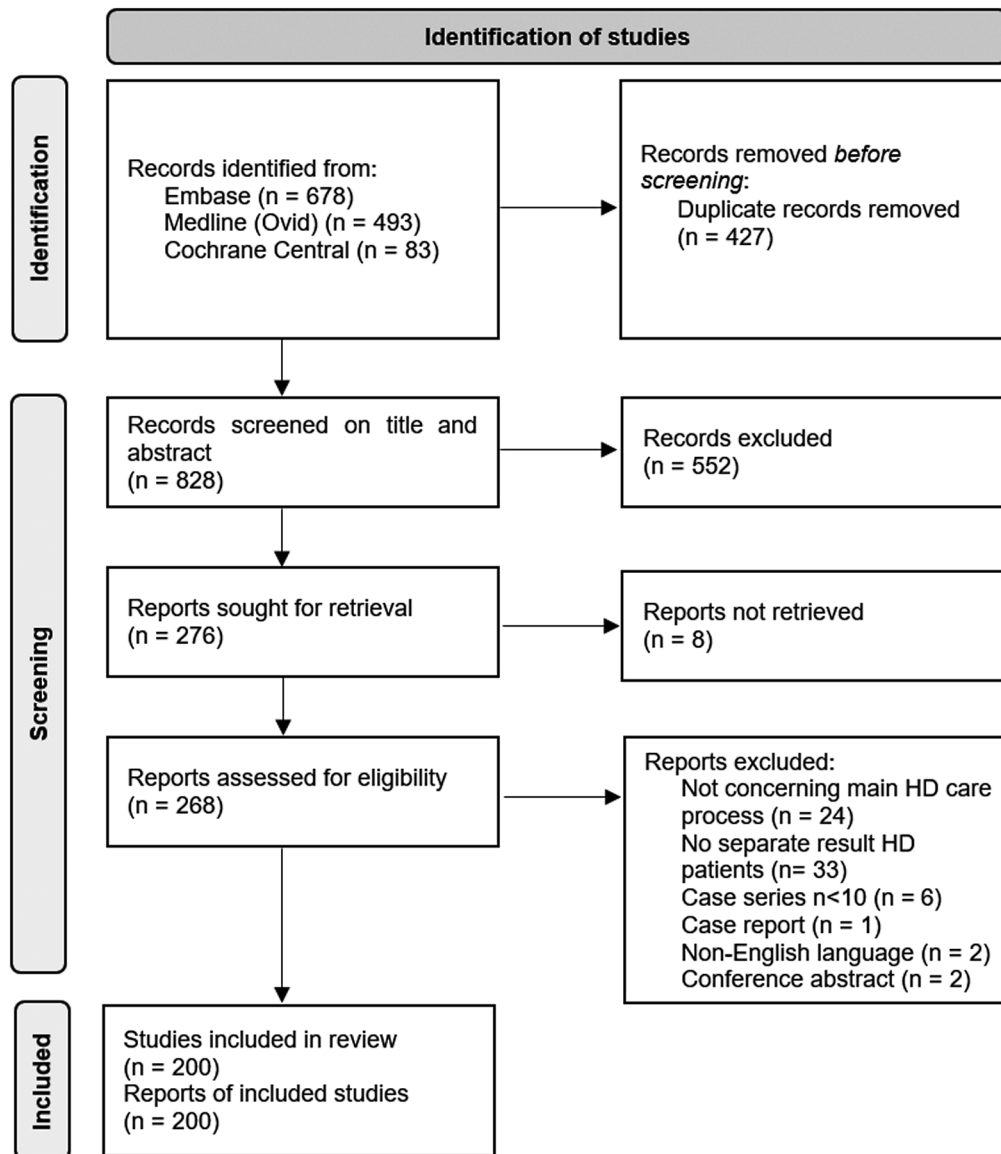 Identification of studies
Identification
Records identified from:
Embase (n = 678)
Medline (Ovid) (n = 493)
Cochrane Central (n = 83)
Records removed before
screening:
Duplicate records removed
(n = 427)
Screening
Records screened on title and
abstract
(n = 828)
Records excluded
(n = 552)
Reports sought for retrieval
(n = 276)
Reports not retrieved
(n = 8)
Reports assessed for eligibility
(n = 268)
Reports excluded:
Not concerning main HD care
process (n = 24)
No separate result HD
patients (n= 33)
Case series n<10 (n = 6)
Case report (n = 1)
Non-English language (n = 2)
Conference abstract (n = 2)
Included
Studies included in review
(n = 200)
Reports of included studies
(n = 200)